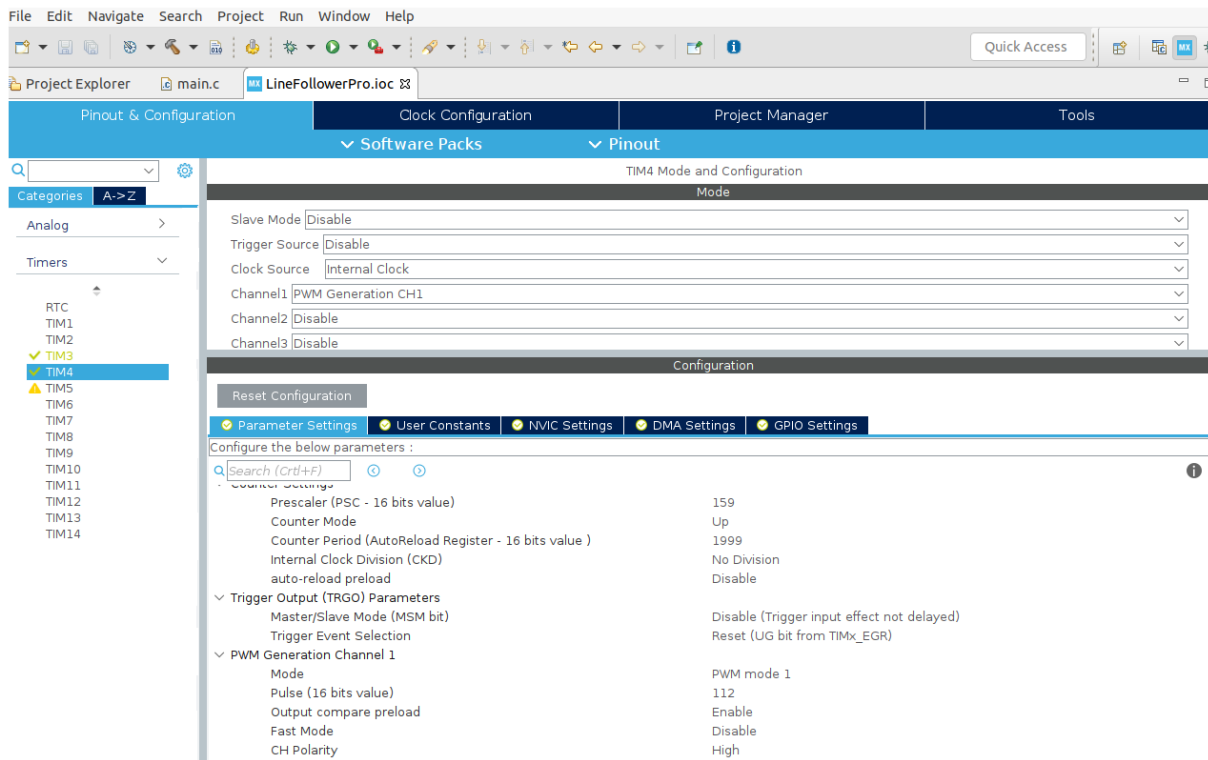 File Edit Navigate Search Project Run Window Help
Quick Access
MX
Project Explorer
main.c
MX LineFollowerPro.ioc
Pinout & Configuration
Clock Configuration
Project Manager
Tools
Software Packs
Pinout
Categories
A->Z
Analog
Timers
RTC
TIM1
TIM2
TIM3
TIM4
TIM5
TIM6
TIM7
TIM8
TIM9
TIM10
TIM11
TIM12
TIM13
TIM14
TIM4 Mode and Configuration
Mode
Slave Mode Disable
Trigger Source Disable
Clock Source Internal Clock
Channel1 PWM Generation CH1
Channel2 Disable
Channel3 Disable
Configuration
Reset Configuration
Parameter Settings
User Constants
NVIC Settings
DMA Settings
GPIO Settings
Configure the below parameters :
Search (Crtl+F)
Counter Settings
Prescaler (PSC - 16 bits value) 159
Counter Mode Up
Counter Period (AutoReload Register - 16 bits value ) 1999
Internal Clock Division (CKD) No Division
auto-reload preload Disable
Trigger Output (TRGO) Parameters
Master/Slave Mode (MSM bit) Disable (Trigger input effect not delayed)
Trigger Event Selection Reset (UG bit from TIMx_EGR)
PWM Generation Channel 1
Mode PWM mode 1
Pulse (16 bits value) 112
Output compare preload Enable
Fast Mode Disable
CH Polarity High